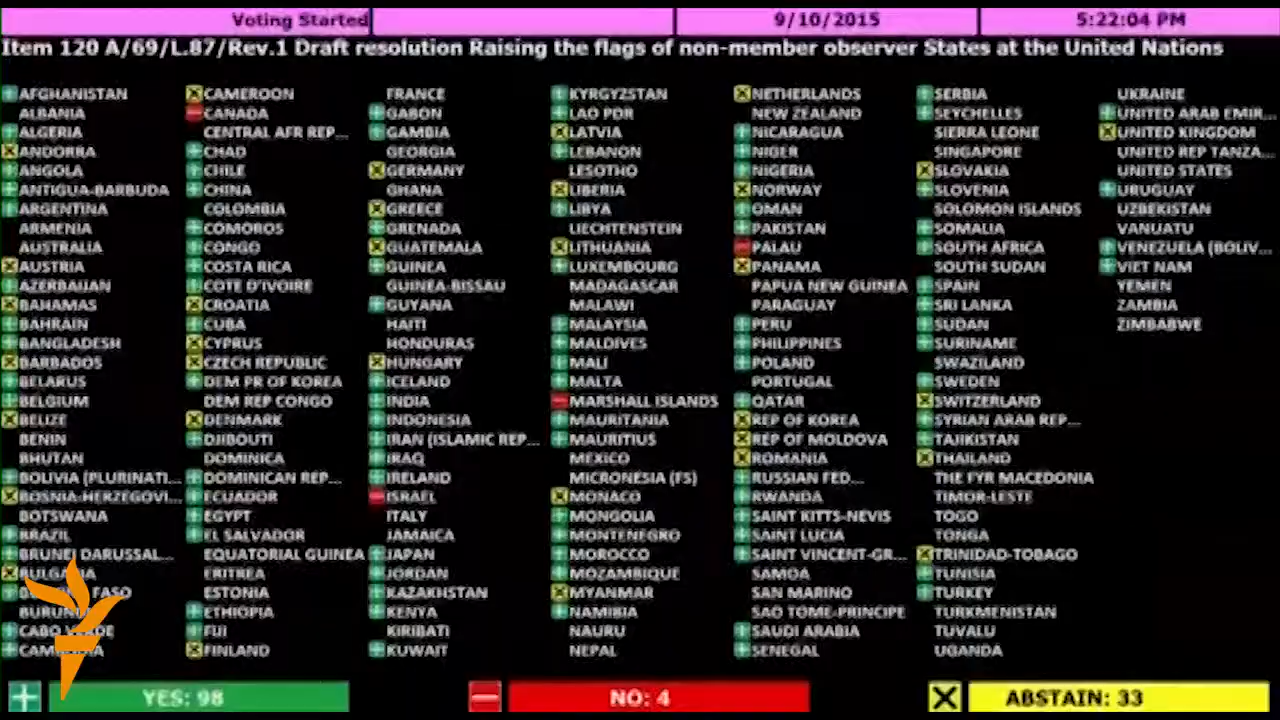 Voting Started 9/10/2015 5:22:04 PM
Item 120 A/69/L.87/Rev.1 Draft resolution Raising the flags of non-member observer States at the United Nations
AFGHANISTAN CAMEROON FRANCE KYRGYZSTAN NETHERLANDS SERBIA UKRAINE
ALBANIA CANADA GABON LAO PDR NEW ZEALAND SEYCHELLES UNITED ARAB EMIR...
ALGERIA CENTRAL AFR REP... GAMBIA LATVIA NICARAGUA SIERRA LEONE UNITED KINGDOM
ANDORRA CHAD GEORGIA LEBANON NIGER SINGAPORE UNITED REP TANZA...
ANGOLA CHILE GERMANY LESOTHO NIGERIA SLOVAKIA UNITED STATES
ANTIGUA-BARBUDA CHINA GHANA LIBERIA NORWAY SLOVENIA URUGUAY
ARGENTINA COLOMBIA GREECE LIBYA OMAN SOLOMON ISLANDS UZBEKISTAN
ARMENIA COMOROS GRENADA LIECHTENSTEIN PAKISTAN SOMALIA VANUATU
AUSTRALIA CONGO GUATEMALA LITHUANIA PALAU SOUTH AFRICA VENEZUELA (BOLIV...
AUSTRIA COSTA RICA GUINEA LUXEMBOURG PANAMA SOUTH SUDAN VIET NAM
AZERBAIJAN COTE D'IVOIRE GUINEA-BISSAU MADAGASCAR PAPUA NEW GUINEA SPAIN YEMEN
BAHAMAS CROATIA GUYANA MALAWI PARAGUAY SRI LANKA ZAMBIA
BAHRAIN CUBA HAITI MALAYSIA PERU SUDAN ZIMBABWE
BANGLADESH CYPRUS HONDURAS MALDIVES PHILIPPINES SURINAME
BARBADOS CZECH REPUBLIC HUNGARY MALI POLAND SWAZILAND
BELARUS DEM PR OF KOREA ICELAND MALTA PORTUGAL SWEDEN
BELGIUM DEM REP CONGO INDIA MARSHALL ISLANDS QATAR SWITZERLAND
BELIZE DENMARK INDONESIA MAURITANIA REP OF KOREA SYRIAN ARAB REP...
BENIN DJIBOUTI IRAN (ISLAMIC REP... MAURITIUS REP OF MOLDOVA TAJIKISTAN
BHUTAN DOMINICA IRAQ MEXICO ROMANIA THAILAND
BOLIVIA (PLURINATI... DOMINICAN REP... IRELAND MICRONESIA (FS) RUSSIAN FED... THE FYR MACEDONIA
BOSNIA-HERZEGOVI... ECUADOR ISRAEL MONACO RWANDA TIMOR-LESTE
BOTSWANA EGYPT ITALY MONGOLIA SAINT KITTS-NEVIS TOGO
BRAZIL EL SALVADOR JAMAICA MONTENEGRO SAINT LUCIA TONGA
BRUNEI DARUSSAL... EQUATORIAL GUINEA JAPAN MOROCCO SAINT VINCENT-GR... TRINIDAD-TOBAGO
BULGARIA ERITREA JORDAN MOZAMBIQUE SAMOA TUNISIA
FASO ESTONIA KAZAKHSTAN MYANMAR SAN MARINO TURKEY
BURUNDI ETHIOPIA KENYA NAMIBIA SAO TOME-PRINCIPE TURKMENISTAN
CABO VERDE FIJI KIRIBATI NAURU SAUDI ARABIA TUVALU
CAMBODIA FINLAND KUWAIT NEPAL SENEGAL UGANDA
YES: 98 NO: 4 ABSTAIN: 33